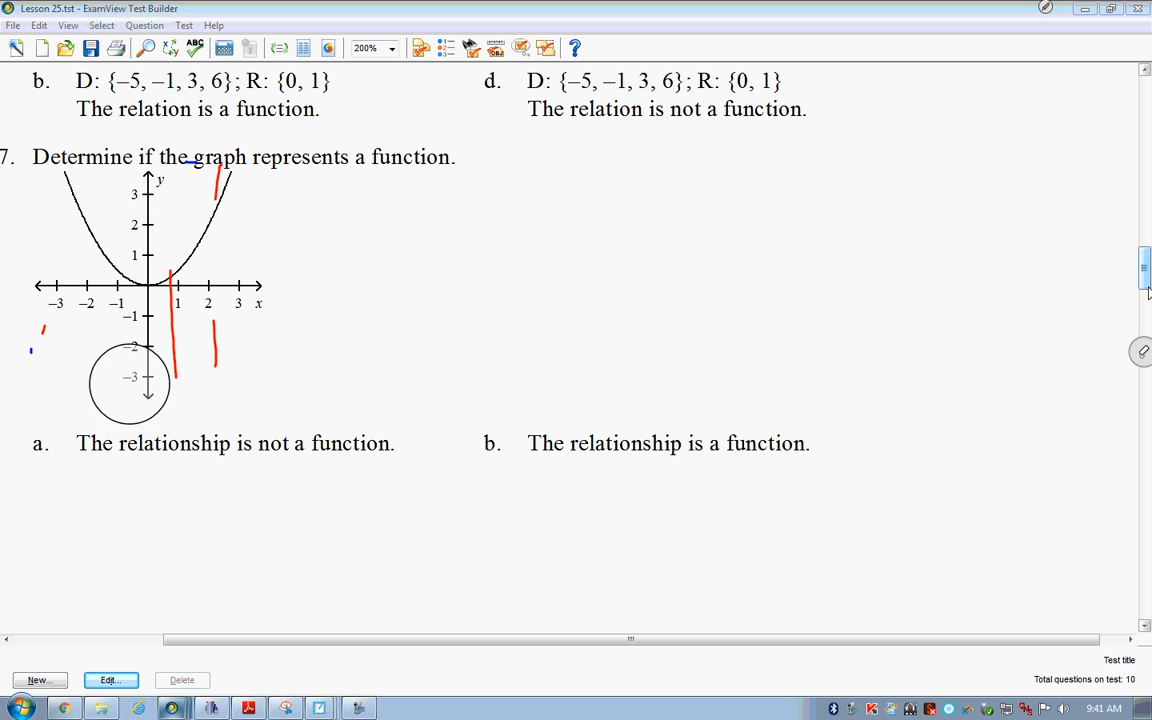 Lesson 25.tst - ExamView Test Builder
File Edit View Select Question Test Help
ABC 200% ?
b. D: {–5, –1, 3, 6}; R: {0, 1}
The relation is a function.
d. D: {–5, –1, 3, 6}; R: {0, 1}
The relation is not a function.
7. Determine if the graph represents a function.
y
3
2
1
–3 –2 –1 1 2 3 x
–1
–2
–3
a. The relationship is not a function.
b. The relationship is a function.
Test title
New... Edit... Delete
Total questions on test: 10
9:41 AM